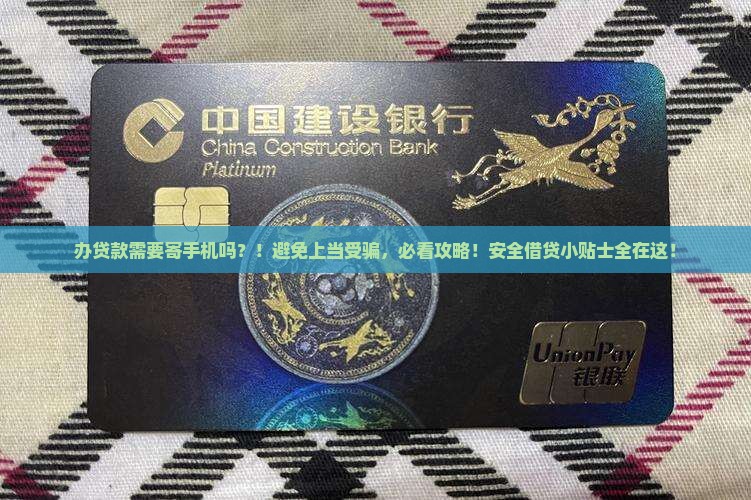 中国建设银行
China Construction Bank
Platinum
办贷款需要寄手机吗?!避免上当受骗,必看攻略!安全借贷小贴士全在这!
UnionPay
银联